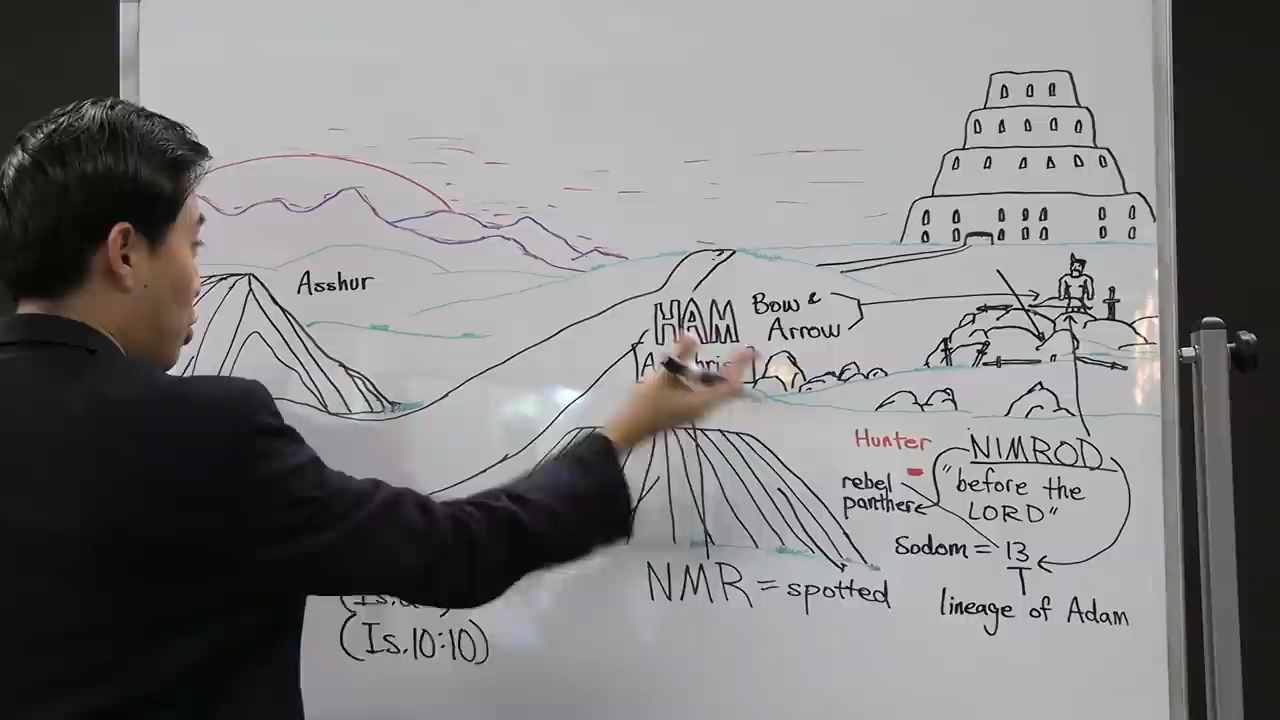 Asshur
HAM
Bow &
Arrow
Hunter
NIMROD
rebel
panther
"before the
LORD"
Sodom = 13
lineage of Adam
NMR = spotted
(Is.10:10)